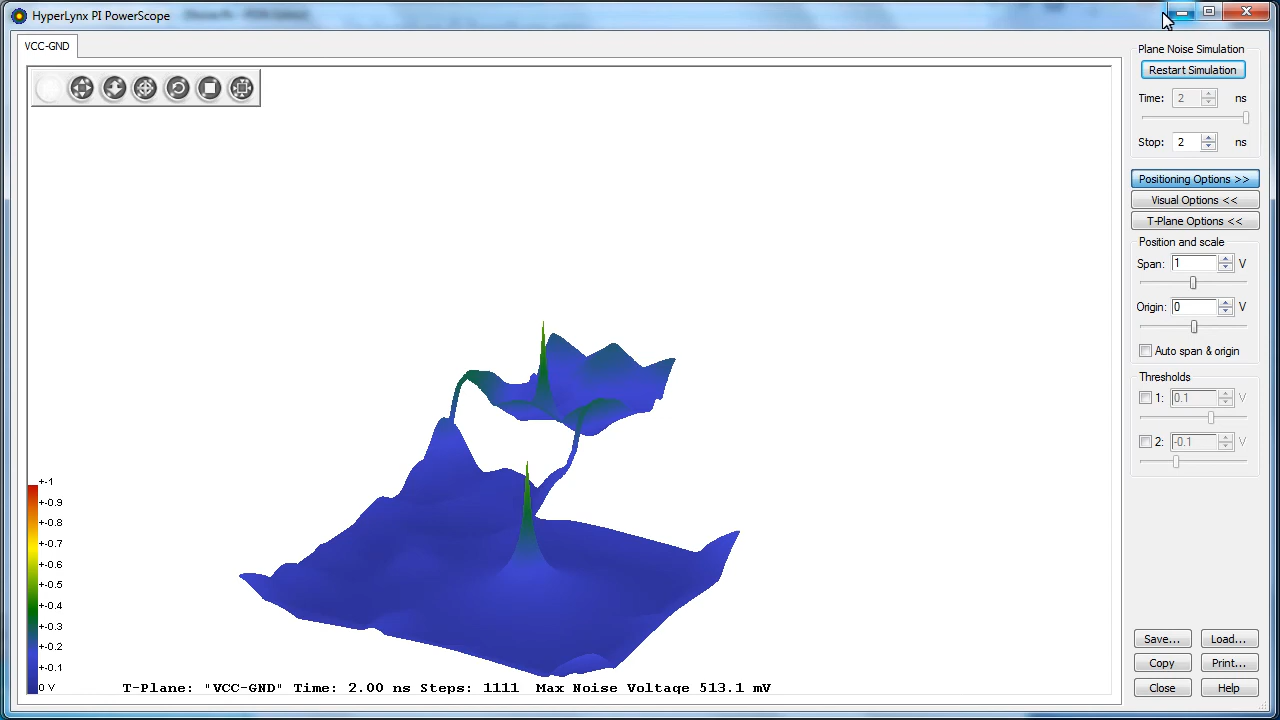 HyperLynx PI PowerScope
VCC-GND
Plane Noise Simulation
Restart Simulation
Time: 2 ns
Stop: 2 ns
Positioning Options >>
Visual Options <<
T-Plane Options <<
Position and scale
Span: 1 V
Origin: 0 V
Auto span & origin
Thresholds
1: 0.1 V
2: -0.1 V
+-1
+-0.9
+-0.8
+-0.7
+-0.6
+-0.5
+-0.4
+-0.3
+-0.2
+-0.1
0 V
T-Plane: "VCC-GND" Time: 2.00 ns Steps: 1111 Max Noise Voltage 513.1 mV
Save... Load...
Copy Print...
Close Help